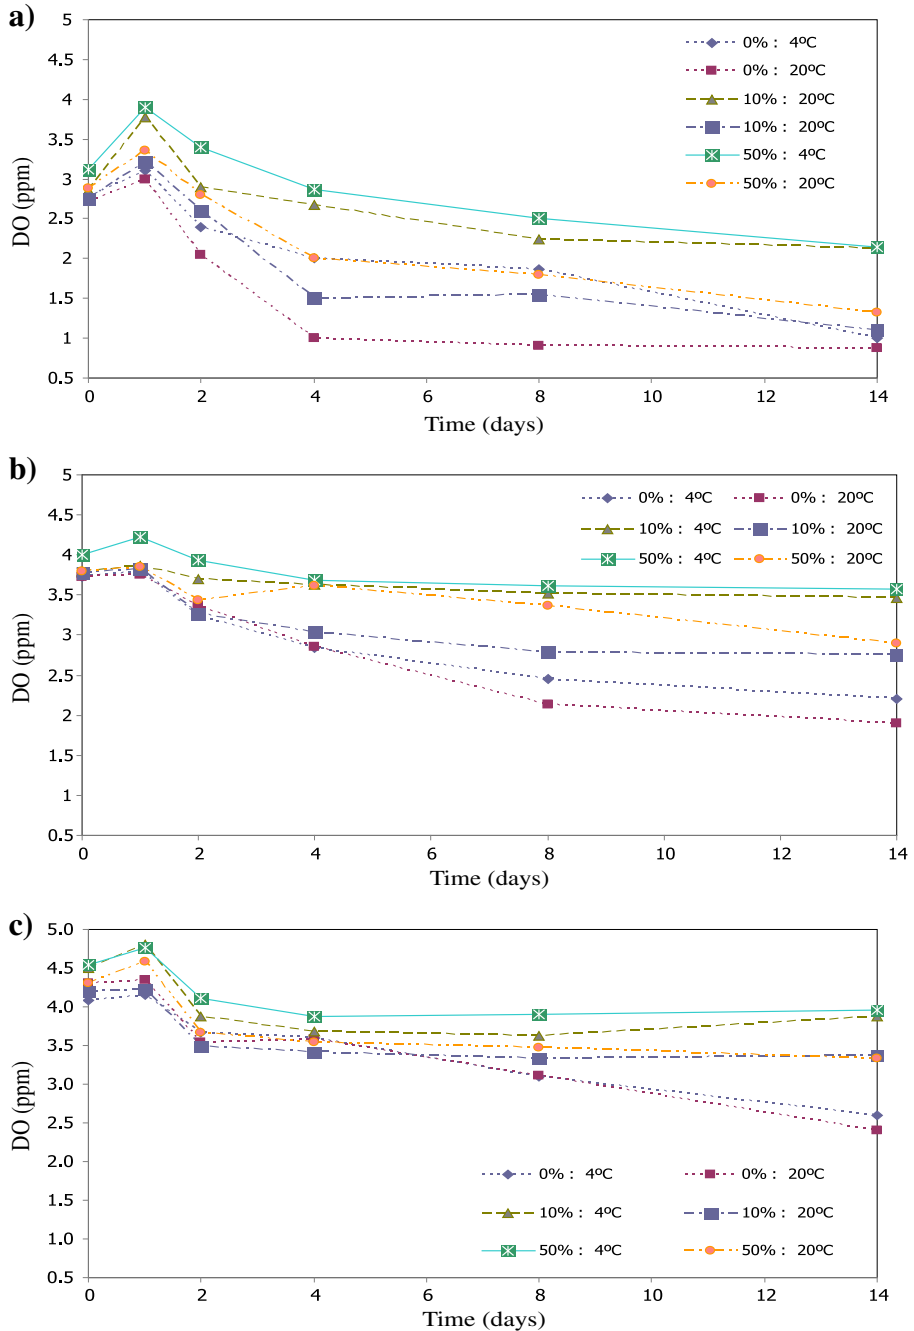 a)
5
4.5
4
3.5
3
2.5
2
1.5
1
0.5
DO (ppm)
0 2 4 6 8 10 12 14
Time (days)
0% : 4ºC
0% : 20ºC
10% : 20ºC
10% : 20ºC
50% : 4ºC
50% : 20ºC
b)
5
4.5
4
3.5
3
2.5
2
1.5
1
0.5
DO (ppm)
0 2 4 6 8 10 12 14
Time (days)
0% : 4ºC 0% : 20ºC
10% : 4ºC 10% : 20ºC
50% : 4ºC 50% : 20ºC
c)
5.0
4.5
4.0
3.5
3.0
2.5
2.0
1.5
1.0
0.5
DO (ppm)
0% : 4ºC 0% : 20ºC
10% : 4ºC 10% : 20ºC
50% : 4ºC 50% : 20ºC
0 2 4 6 8 10 12 14
Time (days)